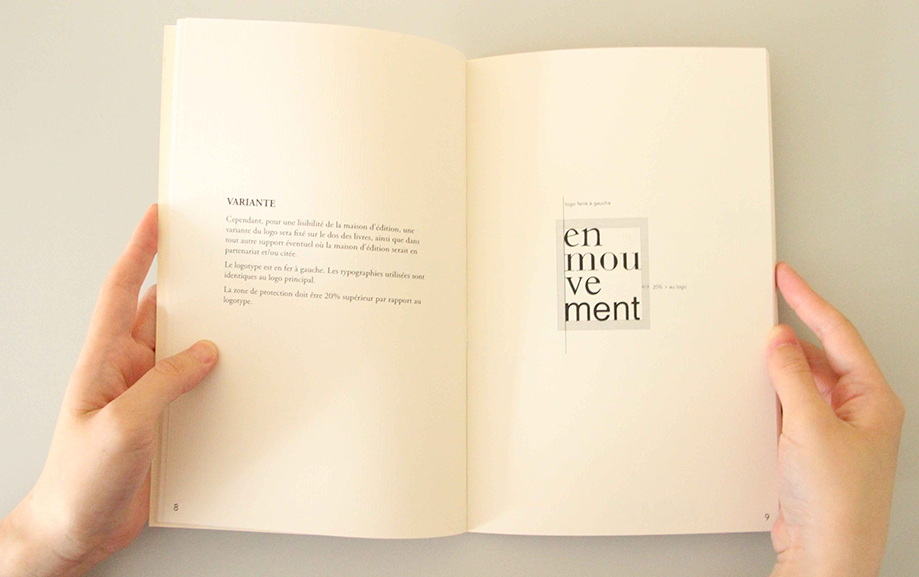 VARIANTE
Cependant, pour une lisibilité de la maison d'édition, une
variante du logo sera fixé sur le dos des livres, ainsi que dans
tout autre support éventuel où la maison d'édition serait en
partenariat et/ou citée.
Le logotype est en fer à gauche. Les typographies utilisées sont
identiques au logo principal.
La zone de protection doit être 20% supérieur par rapport au
logotype.
8
logo ferré à gauche
en
mou
ve
ment
20% > au logo
9